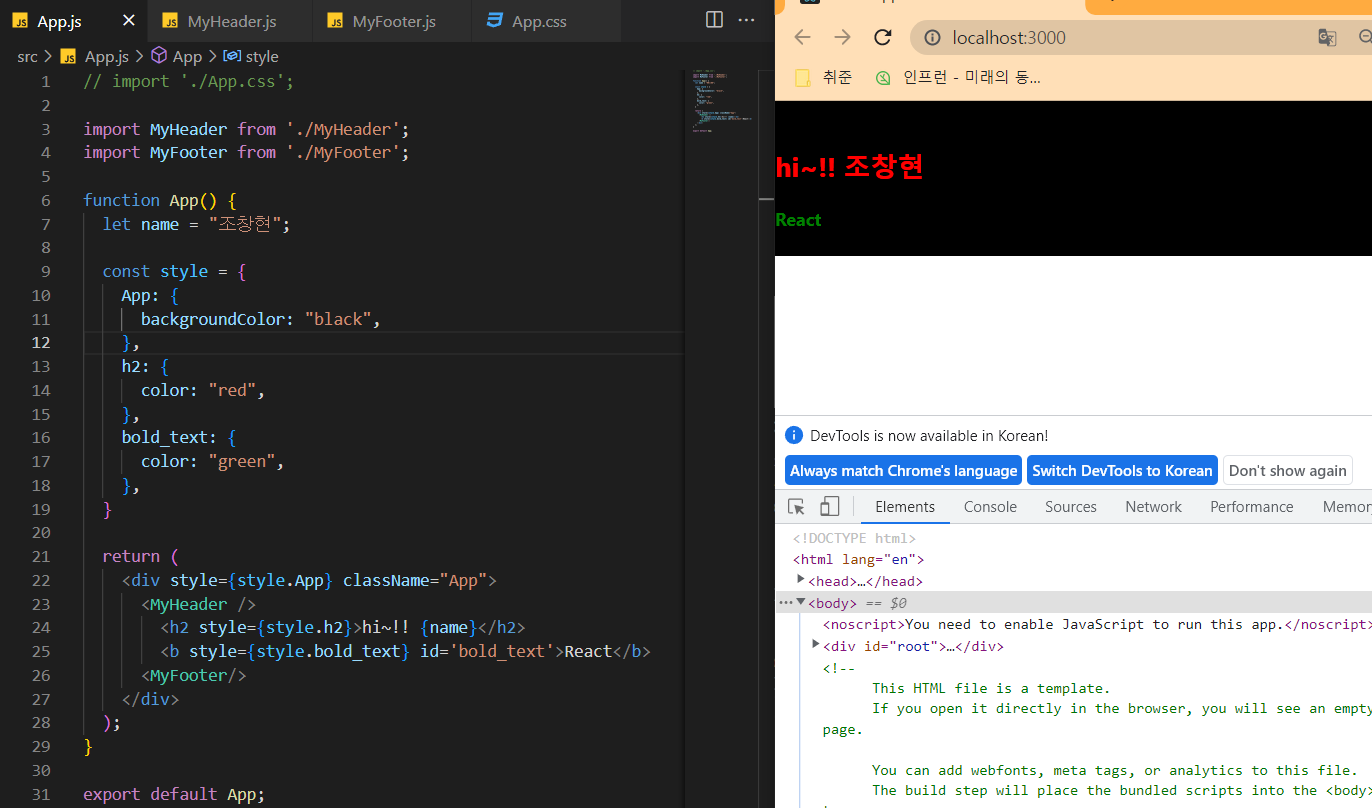 App.js
MyHeader.js
MyFooter.js
App.css
src > App.js > App > style
1 // import './App.css';
2
3 import MyHeader from './MyHeader';
4 import MyFooter from './MyFooter';
5
6 function App() {
7 let name = "조창현";
8
9 const style = {
10 App: {
11 backgroundColor: "black",
12 },
13 h2: {
14 color: "red",
15 },
16 bold_text: {
17 color: "green",
18 },
19 }
20
21 return (
22 <div style={style.App} className="App">
23 <MyHeader />
24 <h2 style={style.h2}>hi~!! {name}</h2>
25 <b style={style.bold_text} id='bold_text'>React</b>
26 <MyFooter/>
27 </div>
28 );
29 }
30
31 export default App;
localhost:3000
취준
인프런 - 미래의 동...
hi~!! 조창현
React
DevTools is now available in Korean!
Always match Chrome's language
Switch DevTools to Korean
Don't show again
Elements
Console
Sources
Network
Performance
Memor
<!DOCTYPE html>
<html lang="en">
<head>…</head>
<body> == $0
<noscript>You need to enable JavaScript to run this app.</noscript>
<div id="root">…</div>
<!--
This HTML file is a template.
If you open it directly in the browser, you will see an empty
page.
You can add webfonts, meta tags, or analytics to this file.
The build step will place the bundled scripts into the <body>